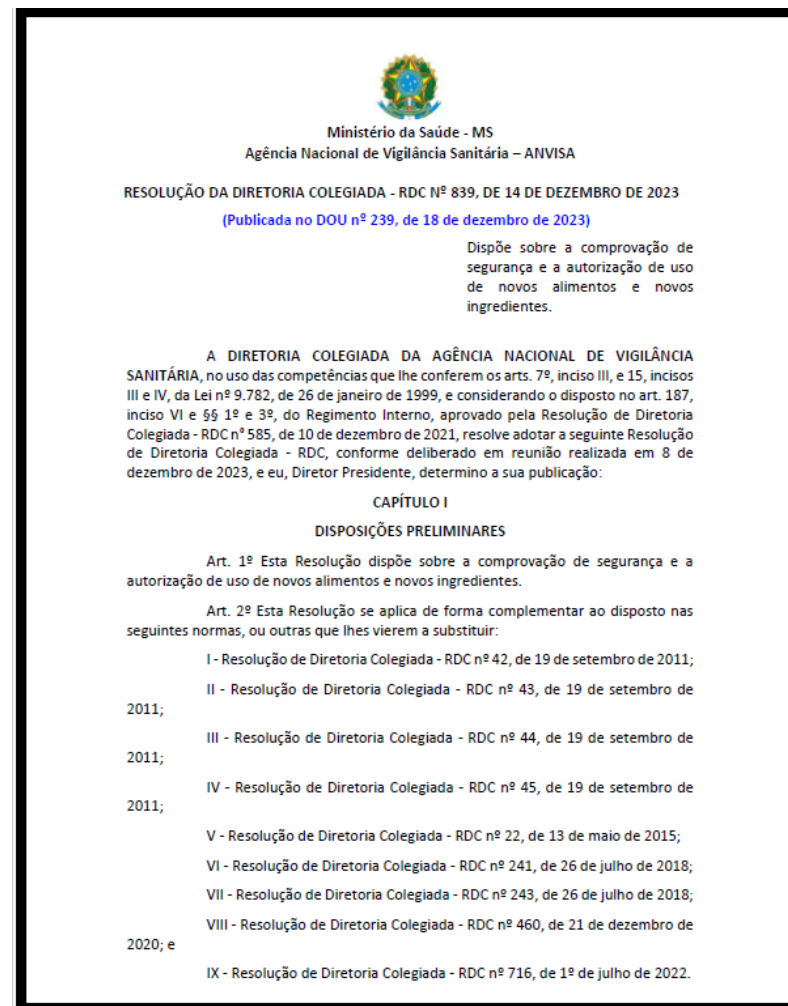 Ministério da Saúde - MS
Agência Nacional de Vigilância Sanitária – ANVISA
RESOLUÇÃO DA DIRETORIA COLEGIADA - RDC Nº 839, DE 14 DE DEZEMBRO DE 2023
(Publicada no DOU nº 239, de 18 de dezembro de 2023)
Dispõe sobre a comprovação de
segurança e a autorização de uso
de novos alimentos e novos
ingredientes.
A DIRETORIA COLEGIADA DA AGÊNCIA NACIONAL DE VIGILÂNCIA
SANITÁRIA, no uso das competências que lhe conferem os arts. 7º, inciso III, e 15, incisos
III e IV, da Lei nº 9.782, de 26 de janeiro de 1999, e considerando o disposto no art. 187,
inciso VI e §§ 1º e 3º, do Regimento Interno, aprovado pela Resolução de Diretoria
Colegiada - RDC n° 585, de 10 de dezembro de 2021, resolve adotar a seguinte Resolução
de Diretoria Colegiada - RDC, conforme deliberado em reunião realizada em 8 de
dezembro de 2023, e eu, Diretor Presidente, determino a sua publicação:
CAPÍTULO I
DISPOSIÇÕES PRELIMINARES
Art. 1º Esta Resolução dispõe sobre a comprovação de segurança e a
autorização de uso de novos alimentos e novos ingredientes.
Art. 2º Esta Resolução se aplica de forma complementar ao disposto nas
seguintes normas, ou outras que lhes vierem a substituir:
I - Resolução de Diretoria Colegiada - RDC nº 42, de 19 de setembro de 2011;
II - Resolução de Diretoria Colegiada - RDC nº 43, de 19 de setembro de
2011;
III - Resolução de Diretoria Colegiada - RDC nº 44, de 19 de setembro de
2011;
IV - Resolução de Diretoria Colegiada - RDC nº 45, de 19 de setembro de
2011;
V - Resolução de Diretoria Colegiada - RDC nº 22, de 13 de maio de 2015;
VI - Resolução de Diretoria Colegiada - RDC nº 241, de 26 de julho de 2018;
VII - Resolução de Diretoria Colegiada - RDC nº 243, de 26 de julho de 2018;
VIII - Resolução de Diretoria Colegiada - RDC nº 460, de 21 de dezembro de
2020; e
IX - Resolução de Diretoria Colegiada - RDC nº 716, de 1º de julho de 2022.